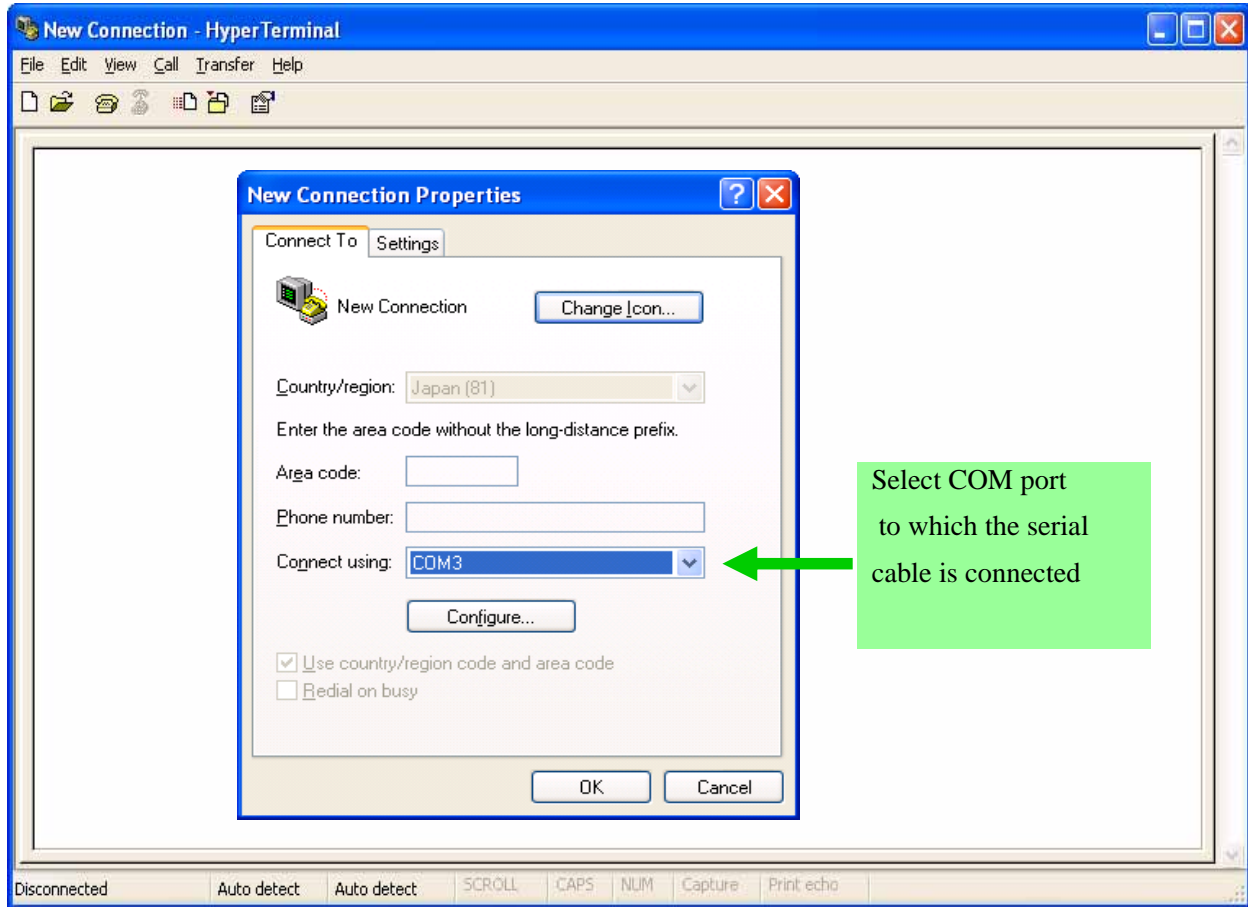 New Connection - HyperTerminal
File Edit View Call Transfer Help
New Connection Properties
Connect To Settings
New Connection Change Icon...
Country/region: Japan (81)
Enter the area code without the long-distance prefix.
Area code:
Phone number:
Connect using: COM3
Configure...
Use country/region code and area code
Redial on busy
OK Cancel
Select COM port
to which the serial
cable is connected
Disconnected Auto detect Auto detect SCROLL CAPS NUM Capture Print echo